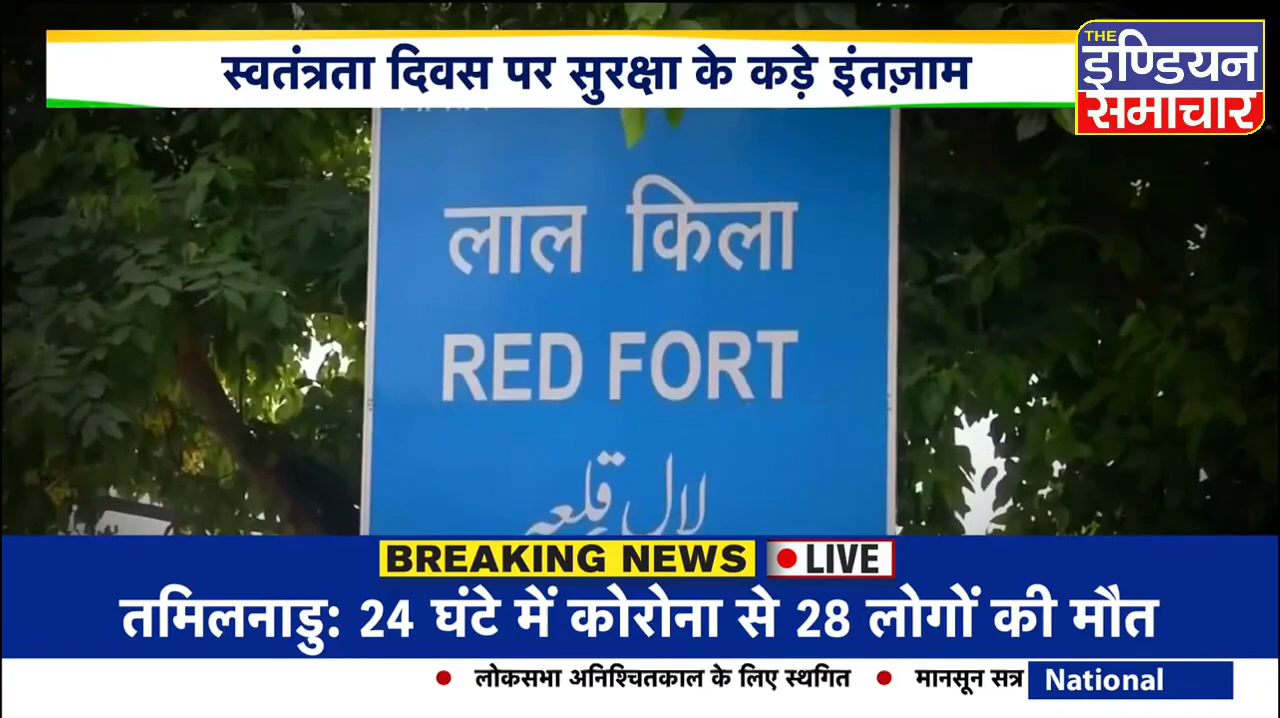 स्वतंत्रता दिवस पर सुरक्षा के कड़े इंतज़ाम
THE
इण्डियन
समाचार
लाल किला
RED FORT
لال قلعہ
BREAKING NEWS
LIVE
तमिलनाडु: 24 घंटे में कोरोना से 28 लोगों की मौत
लोकसभा अनिश्चितकाल के लिए स्थगित
मानसून सत्र
National